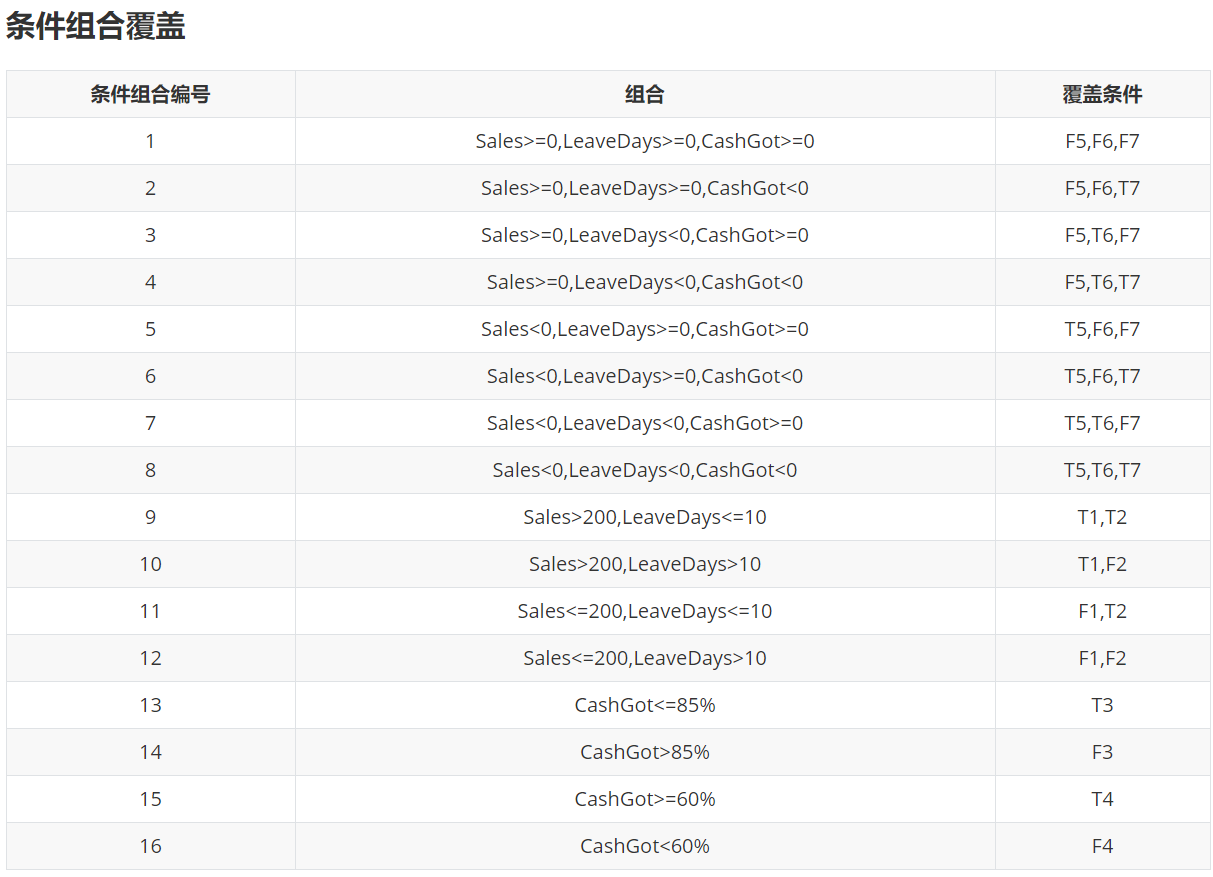 条件组合覆盖
条件组合编号 组合 覆盖条件
1 Sales>=0,LeaveDays>=0,CashGot>=0 F5,F6,F7
2 Sales>=0,LeaveDays>=0,CashGot<0 F5,F6,T7
3 Sales>=0,LeaveDays<0,CashGot>=0 F5,T6,F7
4 Sales>=0,LeaveDays<0,CashGot<0 F5,T6,T7
5 Sales<0,LeaveDays>=0,CashGot>=0 T5,F6,F7
6 Sales<0,LeaveDays>=0,CashGot<0 T5,F6,T7
7 Sales<0,LeaveDays<0,CashGot>=0 T5,T6,F7
8 Sales<0,LeaveDays<0,CashGot<0 T5,T6,T7
9 Sales>200,LeaveDays<=10 T1,T2
10 Sales>200,LeaveDays>10 T1,F2
11 Sales<=200,LeaveDays<=10 F1,T2
12 Sales<=200,LeaveDays>10 F1,F2
13 CashGot<=85% T3
14 CashGot>85% F3
15 CashGot>=60% T4
16 CashGot<60% F4